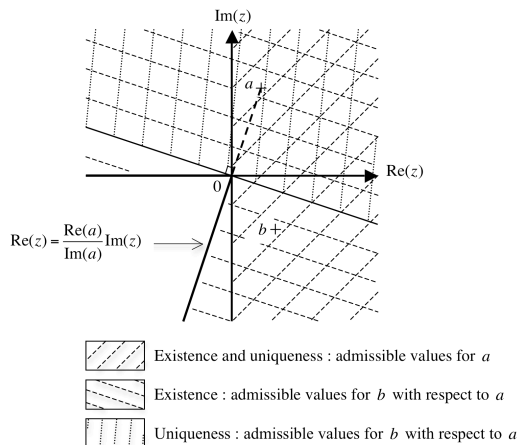 Im(z)
a
Re(z)
0
b
Re(z) = Re(a)/Im(a) Im(z)
Existence and uniqueness : admissible values for a
Existence : admissible values for b with respect to a
Uniqueness : admissible values for b with respect to a